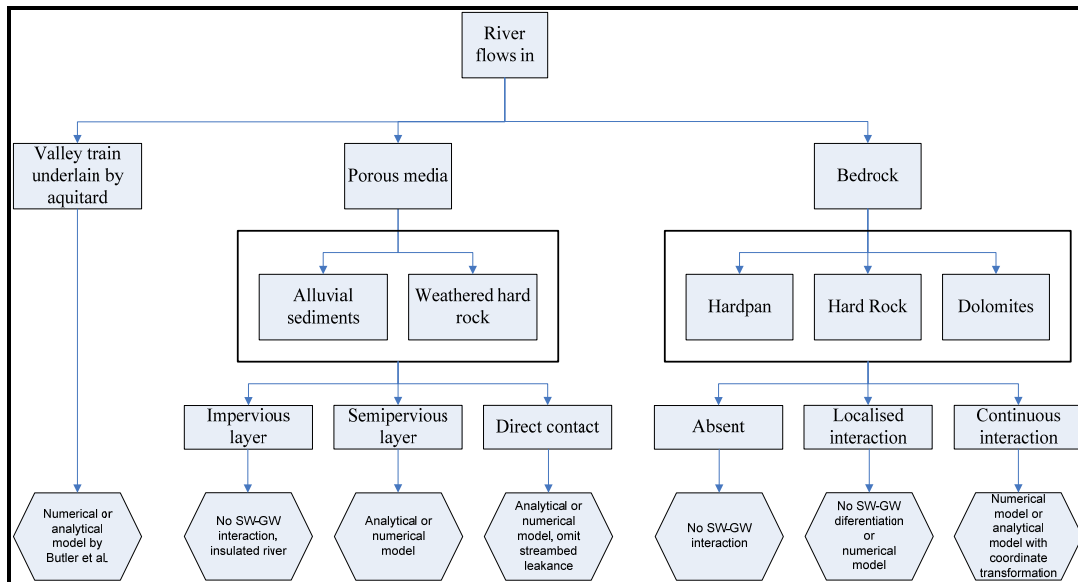 River
flows in
Valley train
underlain by
aquitard
Porous media
Bedrock
Alluvial
sediments
Weathered hard
rock
Hardpan
Hard Rock
Dolomites
Impervious
layer
Semipervious
layer
Direct contact
Absent
Localised
interaction
Continuous
interaction
Numerical or
analytical
model by
Butler et al.
No SW-GW
interaction,
insulated river
Analytical or
numerical
model
Analytical or
numerical
model, omit
streambed
leakance
No SW-GW
interaction
No SW-GW
diferentiation
or
numerical
model
Numerical
model or
analytical
model with
coordinate
transformation